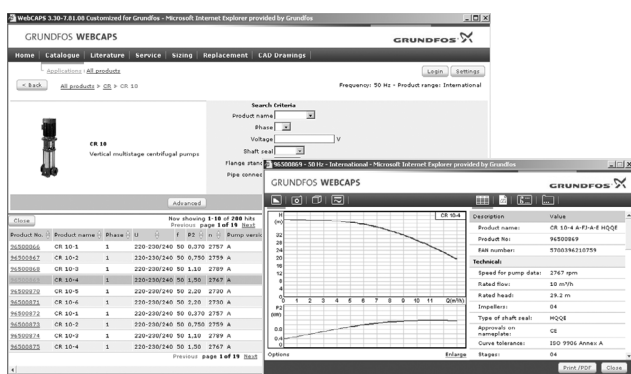 WebCAPS 3.30-7.81.00 Customized for Grundfos - Microsoft Internet Explorer provided by Grundfos
GRUNDFOS WEBCAPS
GRUNDFOS
Home Catalogue Literature Service Sizing Replacement CAD Drawings
Applications All products
Login Settings
< Back All products > CR > CR 10
Frequency: 50 Hz - Product range: International
CR 10
Vertical multistage centrifugal pumps
Search Criteria
Product name
Phase
Voltage V
Shaft seal
Flange stan
Pipe connec
Advanced
Close
Now showing 1-10 of 200 hits
Previous page 1 of 19 Next
Product No. Product name Phase U f P2 n Pump versio
96500866 CR 10-1 1 220-230/240 50 0,370 2757 A
96500867 CR 10-2 1 220-230/240 50 0,750 2759 A
96500868 CR 10-3 1 220-230/240 50 1,10 2789 A
CR 10-4 1 220-230/240 50 1,50 2767 A
96500870 CR 10-5 1 220-230/240 50 2,20 2730 A
96500871 CR 10-6 1 220-230/240 50 2,20 2730 A
96500872 CR 10-1 1 220-230/240 50 0,370 2757 A
96500873 CR 10-2 1 220-230/240 50 0,750 2759 A
96500874 CR 10-3 1 220-230/240 50 1,10 2789 A
96500875 CR 10-4 1 220-230/240 50 1,50 2767 A
Previous page 1 of 19 Next
96500869 - 50 Hz - International - Microsoft Internet Explorer provided by Grundfos
GRUNDFOS WEBCAPS
GRUNDFOS
H
(m)
CR 10-4
32
28
24
20
16
12
8
4
0
0 1 2 3 4 5 6 7 8 9 10 11 Q(m³/h)
P2
(kW)
0.8
0.4
0
Options
Enlarge
Description Value
Product name: CR 10-4 A-FJ-A-E HQQE
Product No: 96500869
EAN number: 5700396210759
Technical:
Speed for pump data: 2767 rpm
Rated flow: 10 m³/h
Rated head: 29.2 m
Impellers: 04
Type of shaft seal: HQQE
Approvals on nameplate: CE
Curve tolerance: ISO 9906 Annex A
Stages: 04
Print /PDF Close